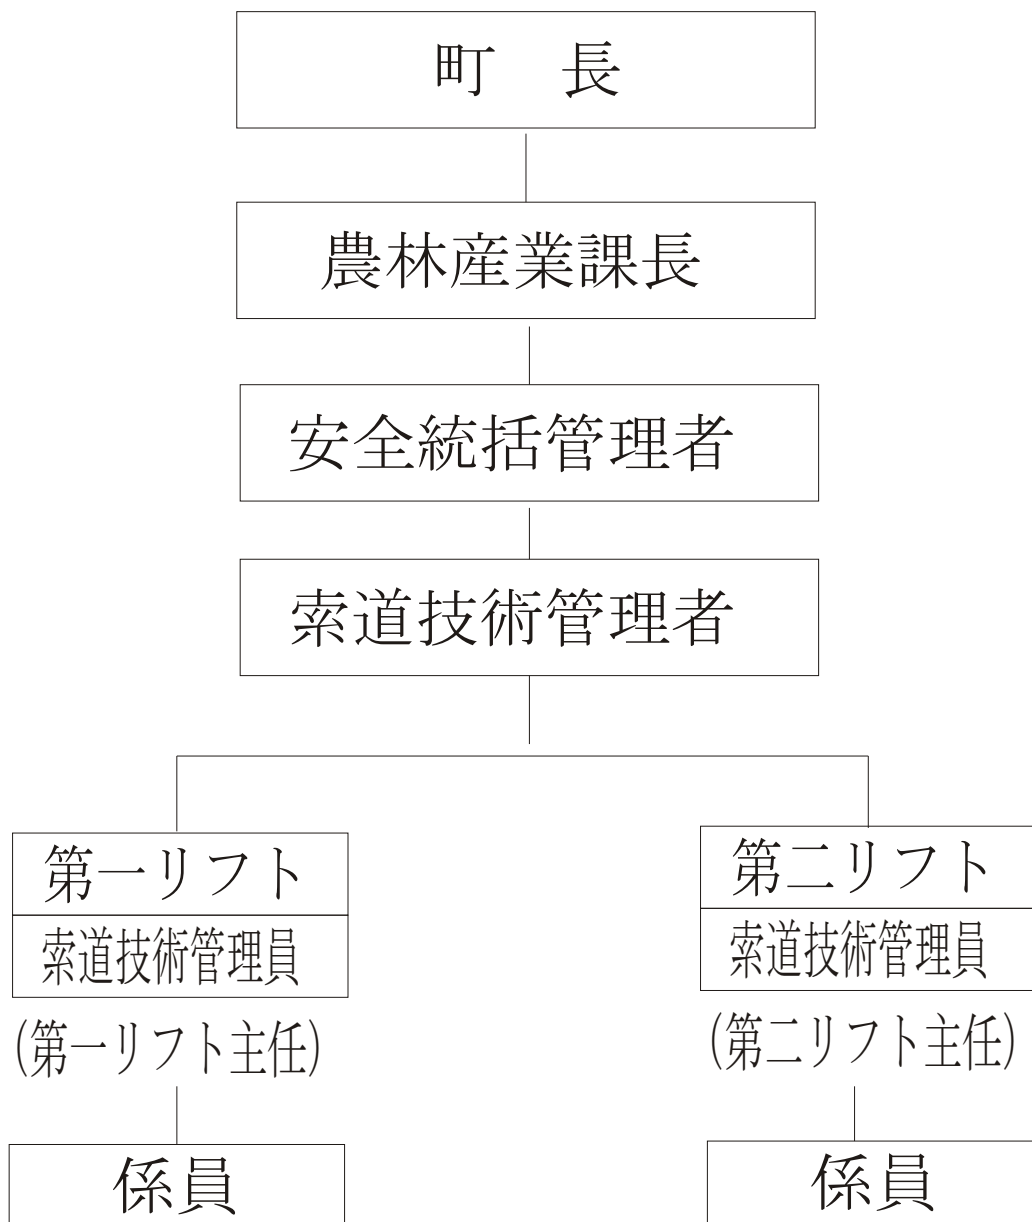 町　長
農林産業課長
安全統括管理者
索道技術管理者
第一リフト
索道技術管理員
(第一リフト主任)
係員
第二リフト
索道技術管理員
(第二リフト主任)
係員